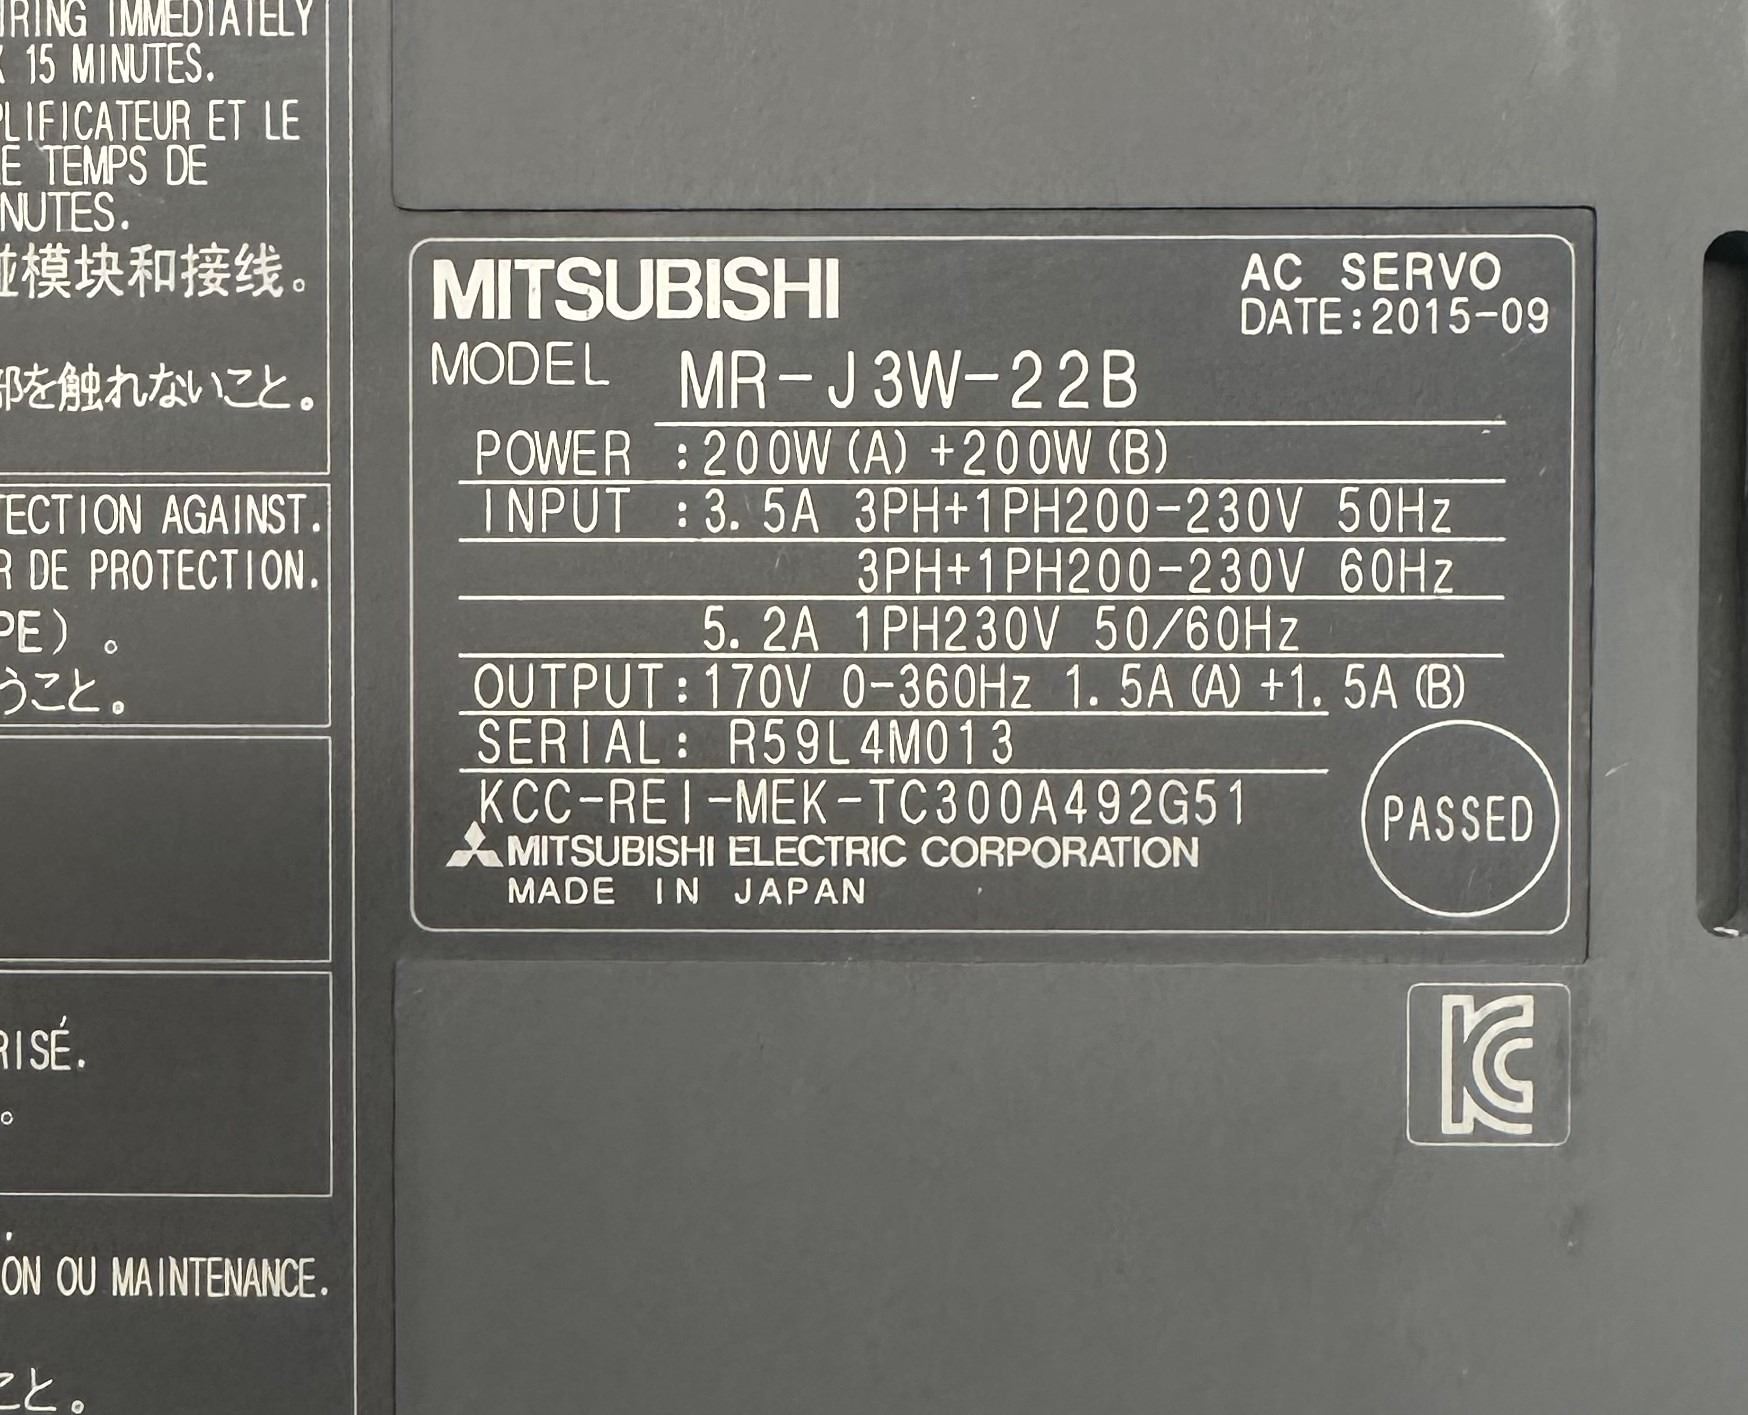 IRING IMMEDIATELY
15 MINUTES.
PLIFICATEUR ET LE
LE TEMPS DE
NUTES.
碰模块和接线。
部を触れないこと。
TECTION AGAINST.
R DE PROTECTION.
PE)。
うこと。
RISÉ.
。
ON OU MAINTENANCE.
こと。
MITSUBISHI
AC SERVO
DATE:2015-09
MODEL MR-J3W-22B
POWER :200W(A)+200W(B)
INPUT :3.5A 3PH+1PH200-230V 50Hz
3PH+1PH200-230V 60Hz
5.2A 1PH230V 50/60Hz
OUTPUT:170V 0-360Hz 1.5A(A)+1.5A(B)
SERIAL: R59L4M013
KCC-REI-MEK-TC300A492G51
MITSUBISHI ELECTRIC CORPORATION
MADE IN JAPAN
PASSED
KC